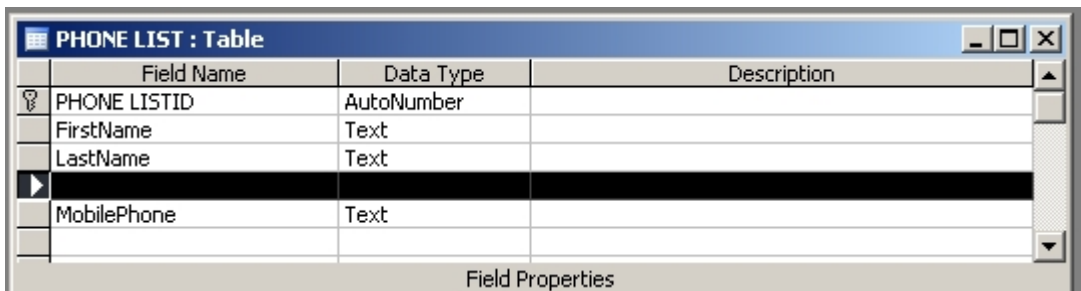 PHONE LIST : Table
Field Name Data Type Description
PHONE LISTID AutoNumber
FirstName Text
LastName Text
MobilePhone Text
Field Properties